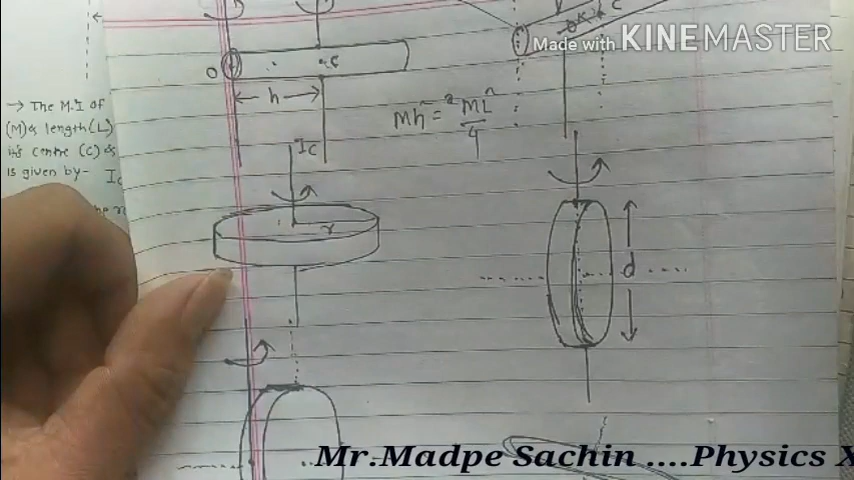 Made with KINEMASTER
C
O
C
h
→ The M.I of
(M) & length (L)
it's centre (C) &
is given by- Ic
Mh² = ML²
4
Ic
r
d
Mr.Madpe Sachin ....Physics X